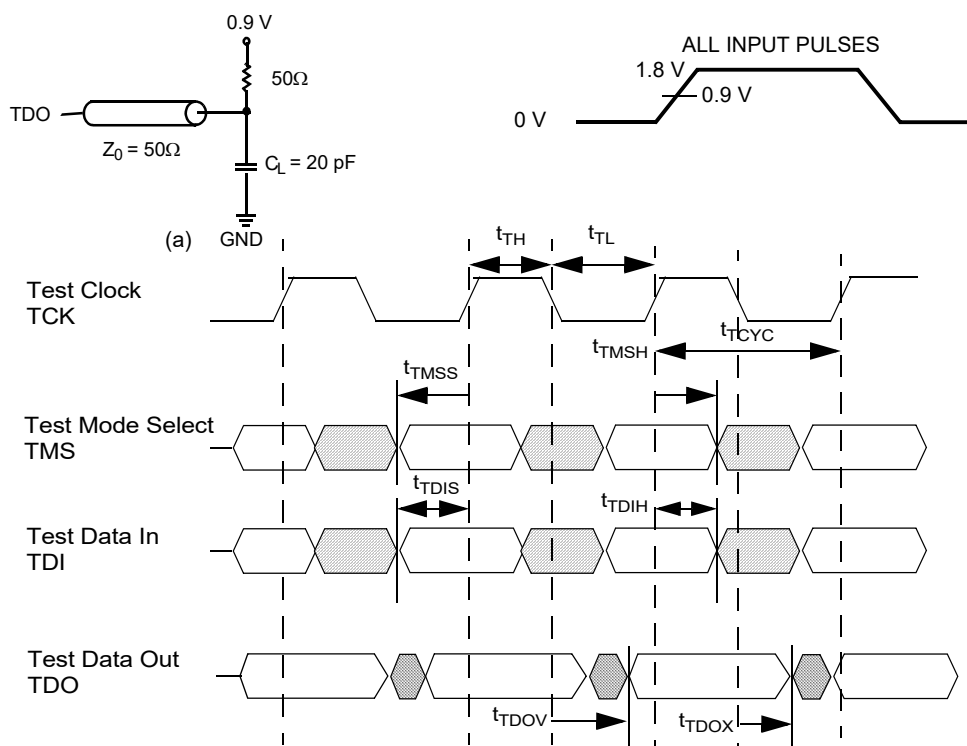 0.9 V
50Ω
TDO
Z0 = 50Ω
CL = 20 pF
(a)
GND
ALL INPUT PULSES
1.8 V
0.9 V
0 V
tTH
tTL
Test Clock
TCK
tTCYC
tTMSH
tTMSS
Test Mode Select
TMS
tTDIS
tTDIH
Test Data In
TDI
Test Data Out
TDO
tTDOV
tTDOX